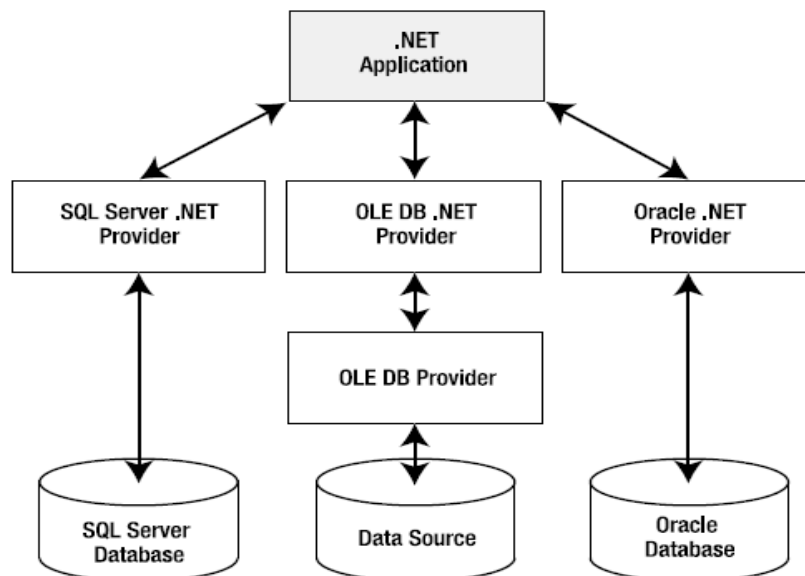 .NET
Application
SQL Server .NET
Provider
OLE DB .NET
Provider
Oracle .NET
Provider
OLE DB Provider
SQL Server
Database
Data Source
Oracle
Database